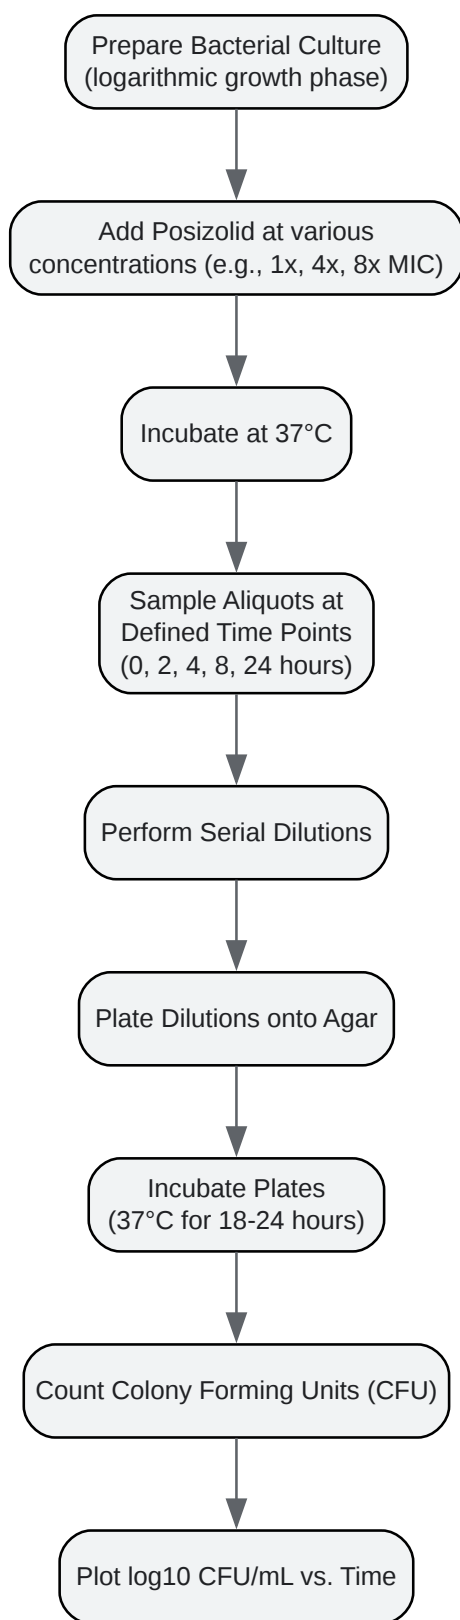 Prepare Bacterial Culture
(logarithmic growth phase)
Add Posizolid at various
concentrations (e.g., 1x, 4x, 8x MIC)
Incubate at 37°C
Sample Aliquots at
Defined Time Points
(0, 2, 4, 8, 24 hours)
Perform Serial Dilutions
Plate Dilutions onto Agar
Incubate Plates
(37°C for 18-24 hours)
Count Colony Forming Units (CFU)
Plot log10 CFU/mL vs. Time